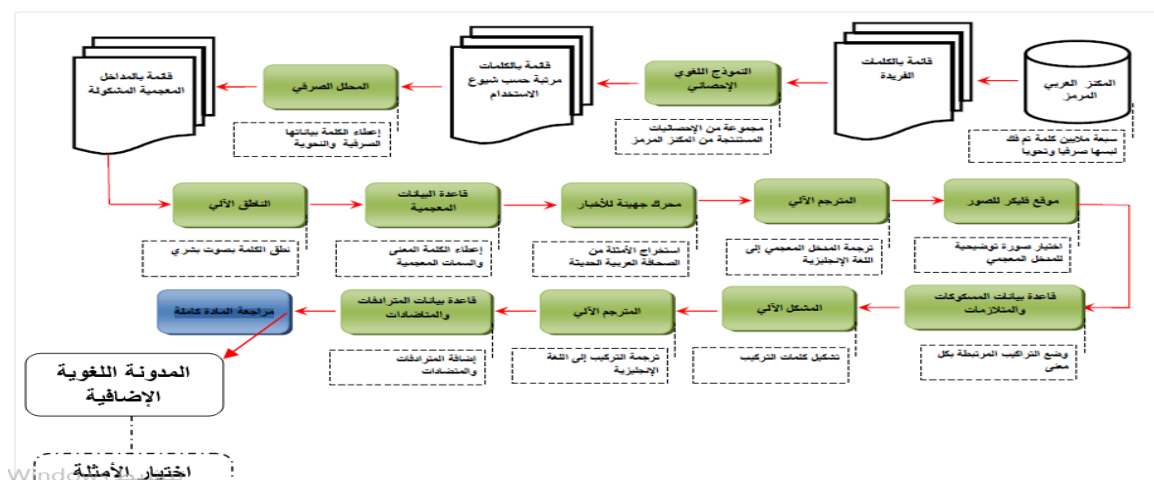 المكنز العربي
المرمز
سبعة ملايين كلمة تم فك
لبسها صرفيا ونحويا
قائمة بالكلمات
الفريدة
النموذج اللغوي
الإحصائي
مجموعة من الإحصائيات
المستنتجة من المكنز المرمز
قائمة بالكلمات
مرتبة حسب شيوع
الاستخدام
المحلل الصرفي
إعطاء الكلمة بياناتها
الصرفية والنحوية
قائمة بالمداخل
المعجمية المشكولة
الناطق الآلي
نطق الكلمة بصوت بشري
قاعدة البيانات
المعجمية
إعطاء الكلمة المعنى
والسمات المعجمية
محرك جهينة للأخبار
استخراج الأمثلة من
الصحافة العربية الحديثة
المترجم الآلي
ترجمة المدخل المعجمي إلى
اللغة الإنجليزية
موقع فليكر للصور
اختيار صورة توضيحية
للمدخل المعجمي
قاعدة بيانات المسكوكات
والمتلازمات
وضع التراكيب المرتبطة بكل
معنى
المشكل الآلي
تشكيل كلمات التركيب
المترجم الآلي
ترجمة التركيب إلى اللغة
الإنجليزية
قاعدة بيانات المترادفات
والمتضادات
إضافة المترادفات
والمتضادات
مراجعة المادة كاملة
المدونة اللغوية
الإضافية
اختيار الأمثلة
تنشيط Windows